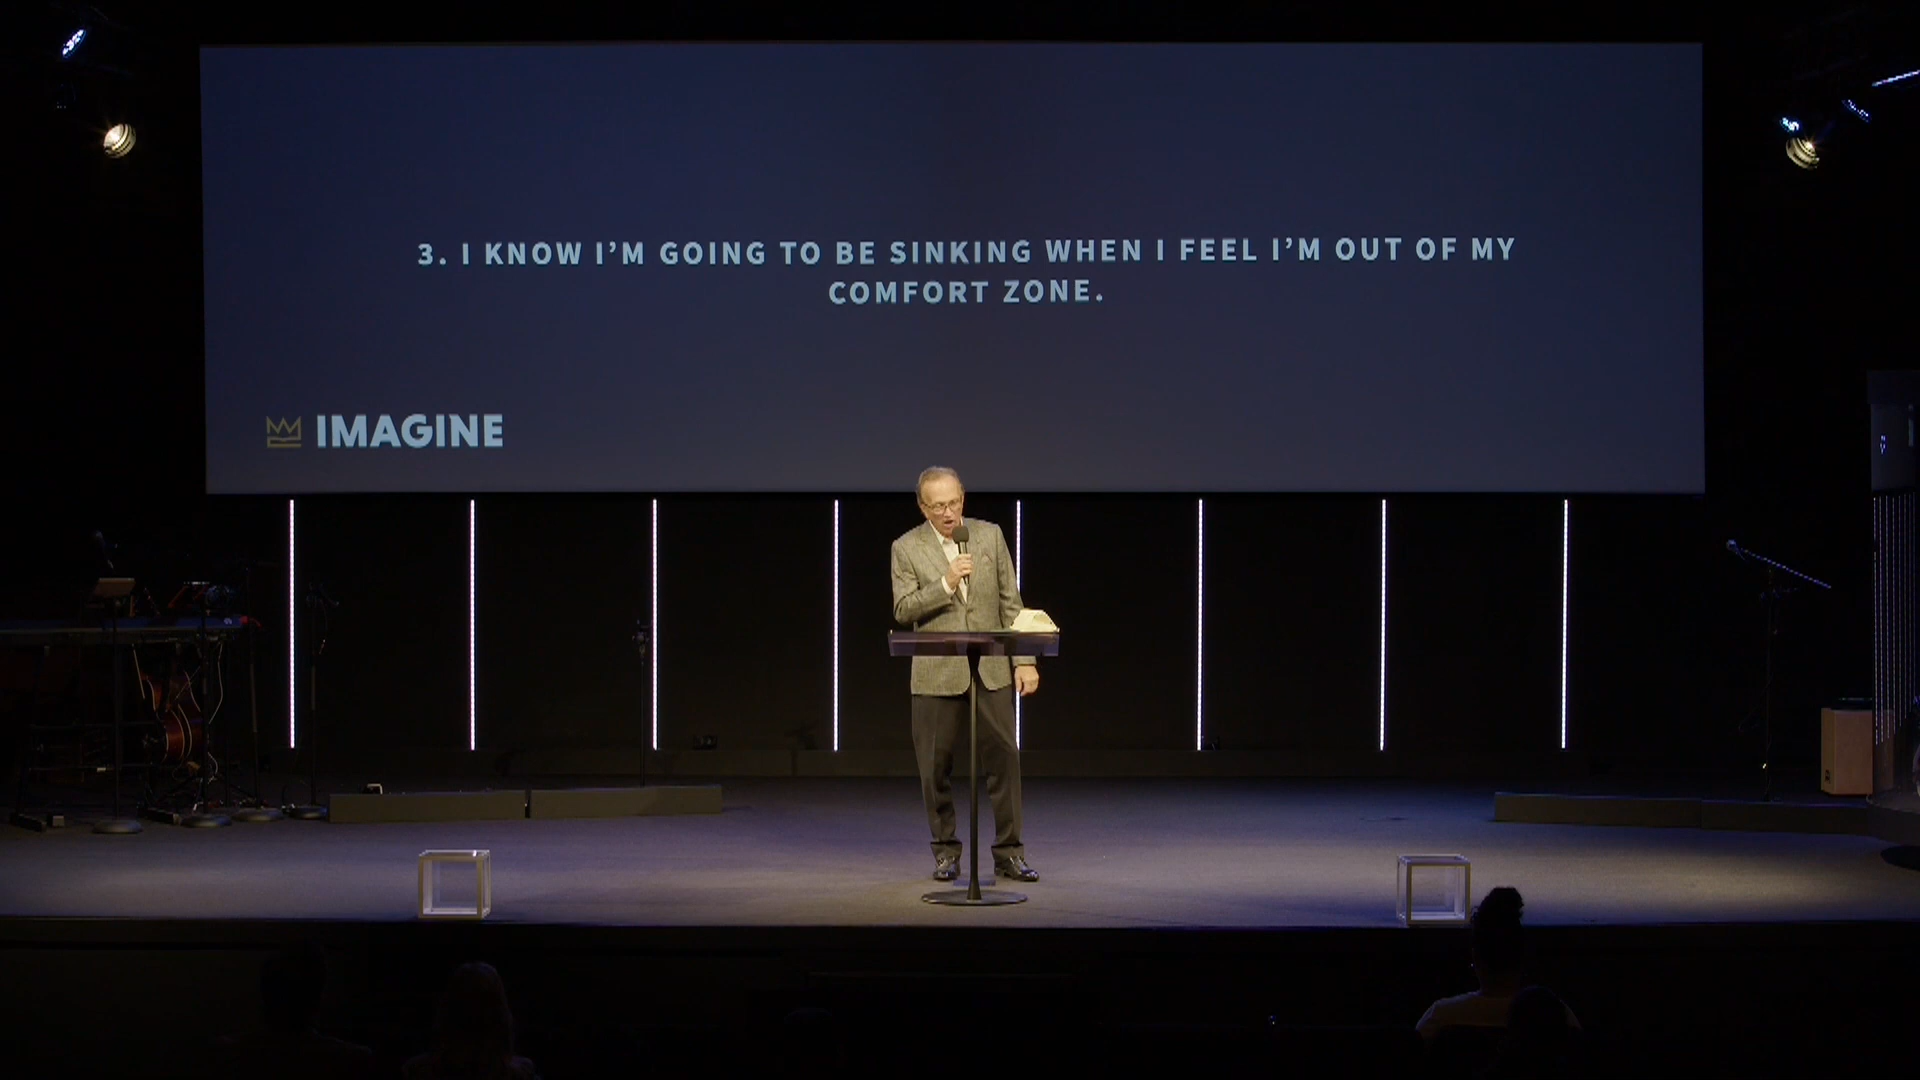 3. I KNOW I’M GOING TO BE SINKING WHEN I FEEL I’M OUT OF MY
COMFORT ZONE.
IMAGINE